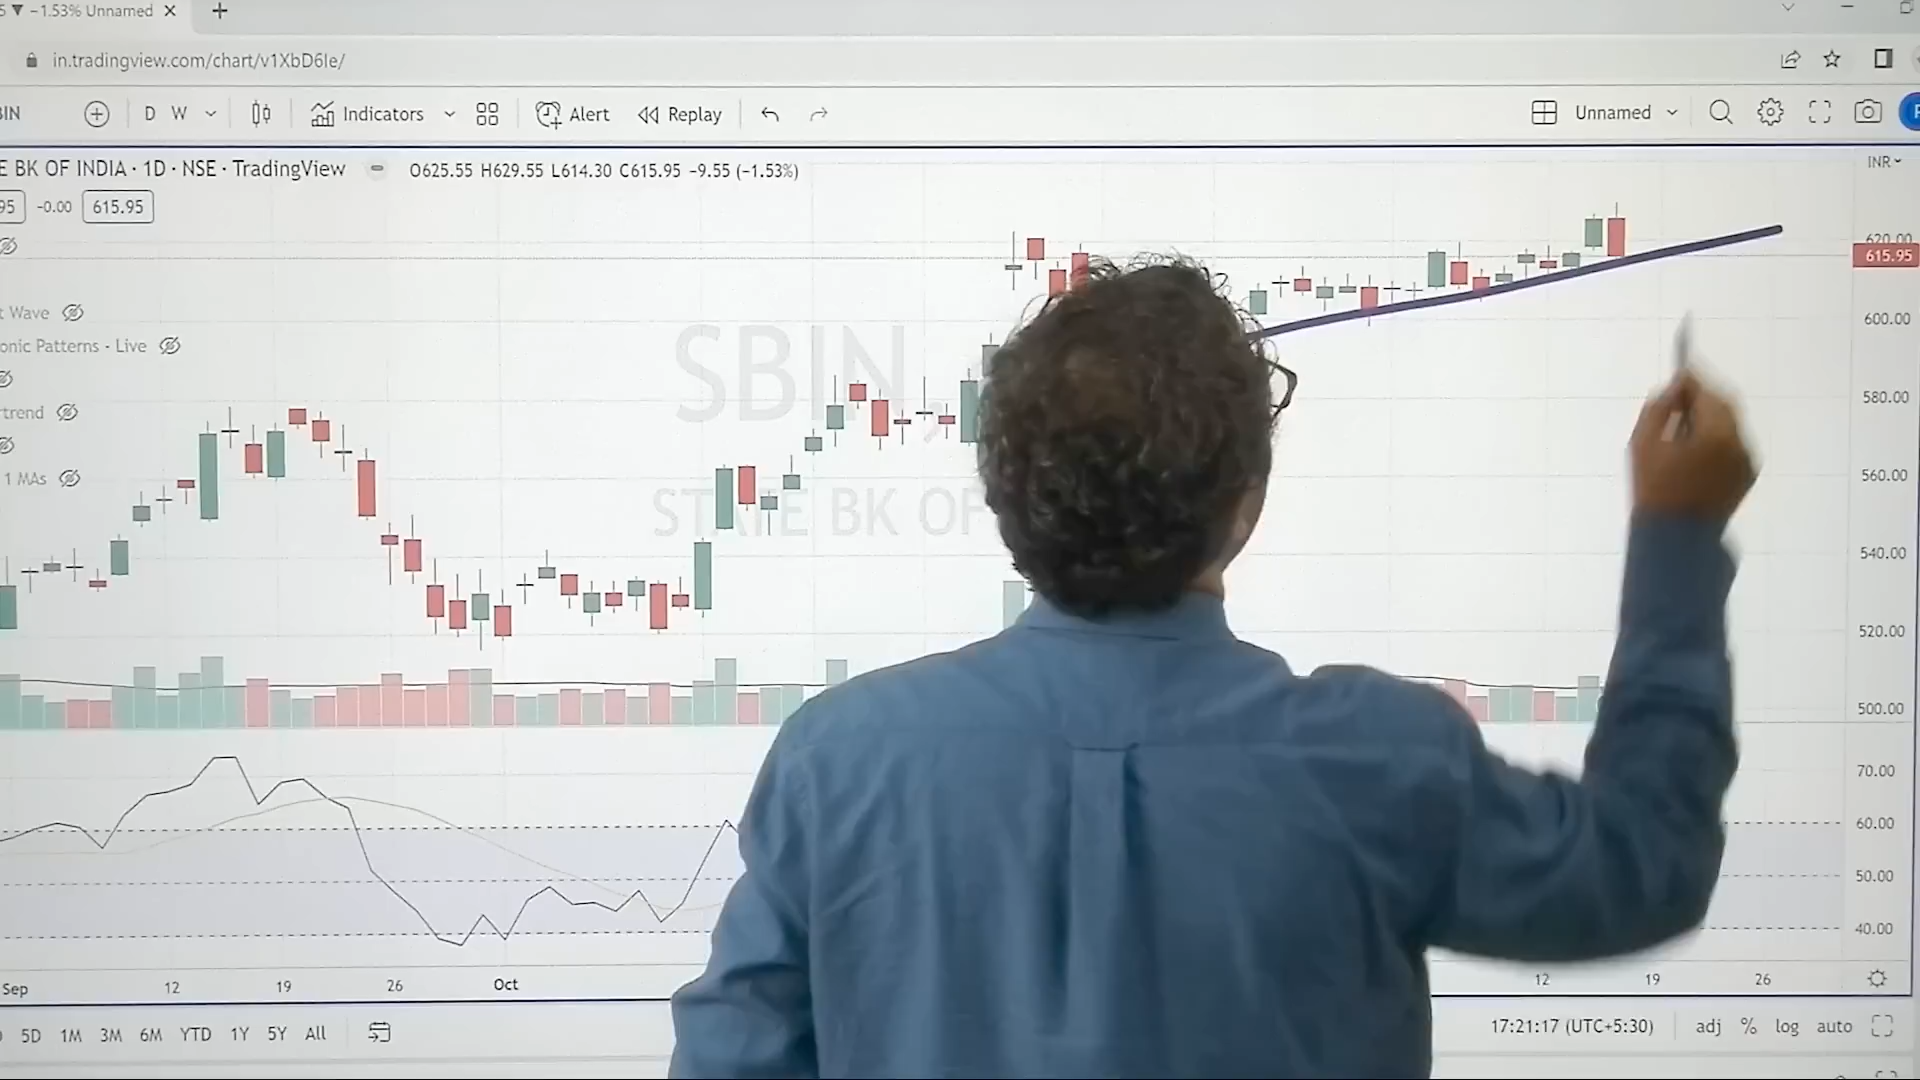 −1.53% Unnamed
in.tradingview.com/chart/v1XbD6Ie/
BIN D W Indicators Alert Replay Unnamed
E BK OF INDIA · 1D · NSE · TradingView O625.55 H629.55 L614.30 C615.95 −9.55 (−1.53%) INR
95 -0.00 615.95
620.00
615.95
t Wave
600.00
onic Patterns - Live
SBIN,
580.00
trend
1 MAs
560.00
STATE BK OF
540.00
520.00
500.00
70.00
60.00
50.00
40.00
Sep 12 19 26 Oct 12 19 26
5D 1M 3M 6M YTD 1Y 5Y All 17:21:17 (UTC+5:30) adj % log auto